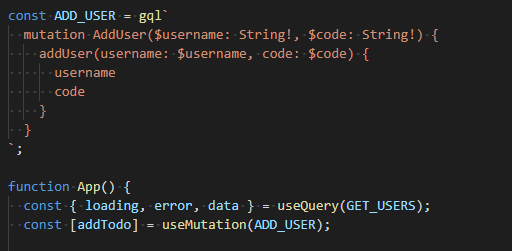 const ADD_USER = gql`
mutation AddUser($username: String!, $code: String!) {
addUser(username: $username, code: $code) {
username
code
}
}
`;
function App() {
const { loading, error, data } = useQuery(GET_USERS);
const [addTodo] = useMutation(ADD_USER);